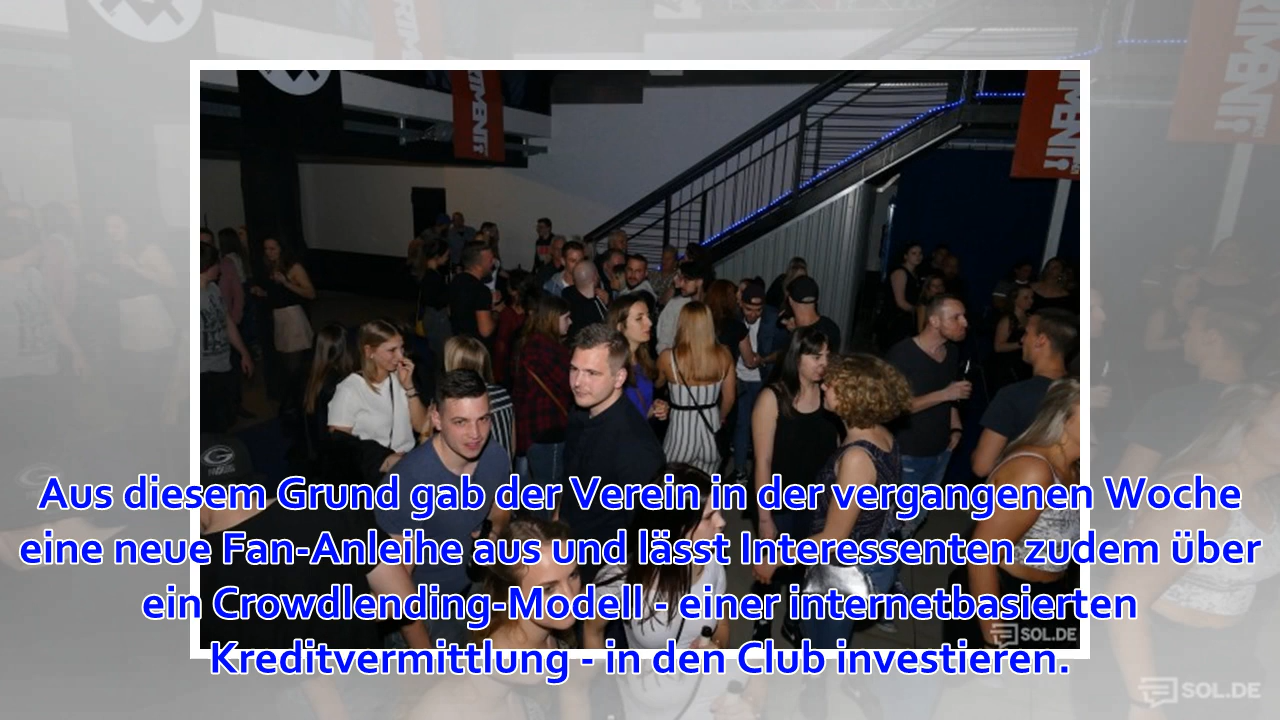 Aus diesem Grund gab der Verein in der vergangenen Woche
eine neue Fan-Anleihe aus und lässt Interessenten zudem über
ein Crowdlending-Modell - einer internetbasierten
Kreditvermittlung - in den Club investieren.
SOL.DE
SOL.DE